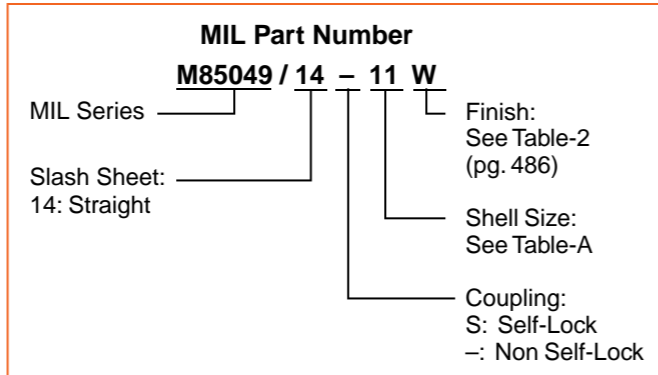 MIL Part Number
M85049 / 14 – 11 W
MIL Series
Slash Sheet:
14: Straight
Finish:
See Table-2
(pg. 486)
Shell Size:
See Table-A
Coupling:
S: Self-Lock
–: Non Self-Lock